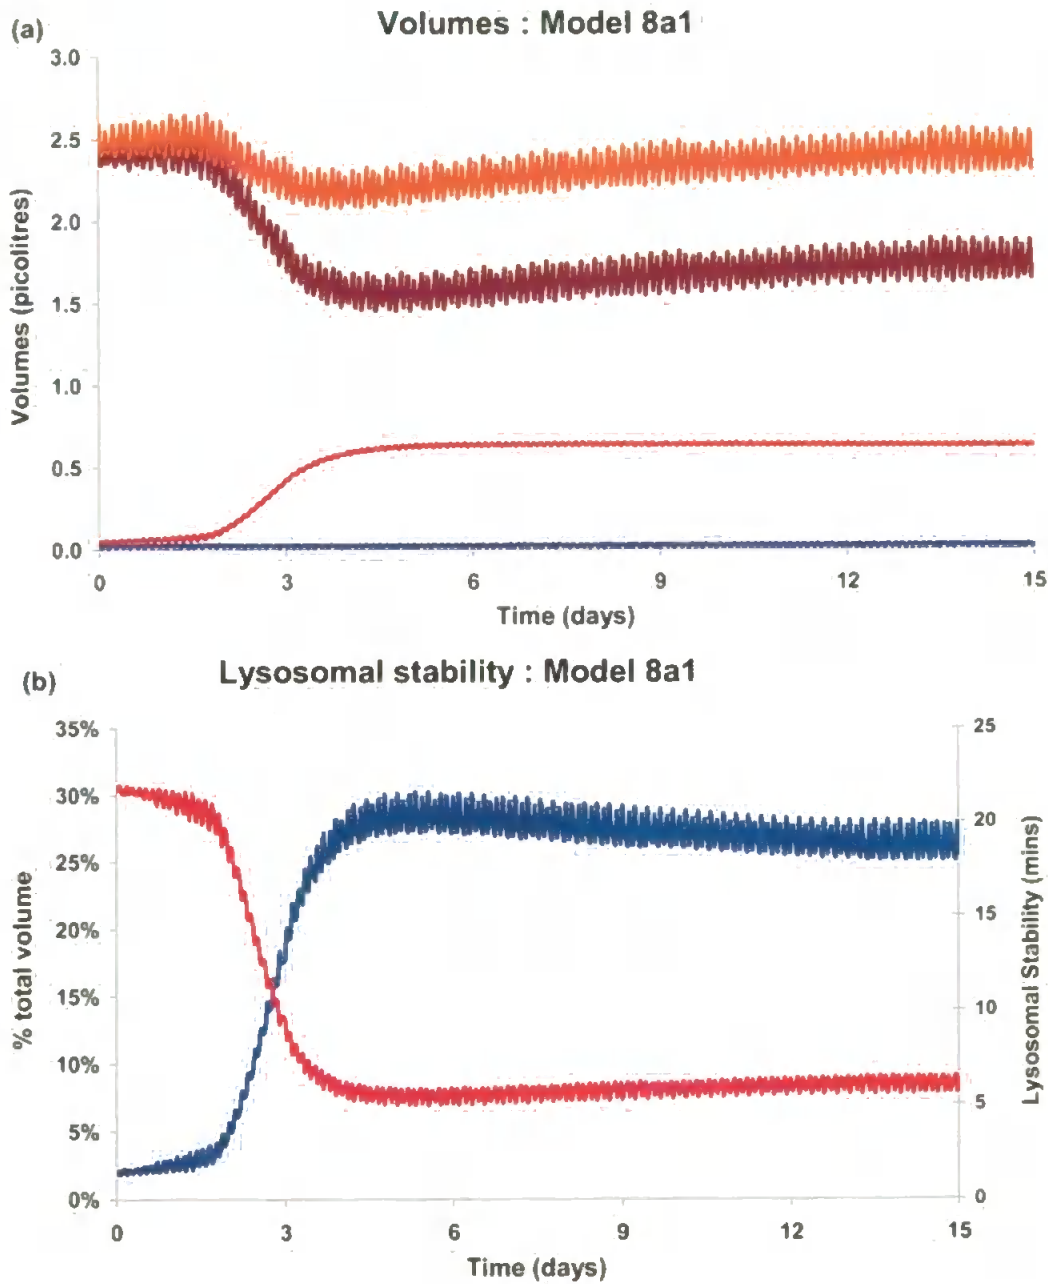 (a)
Volumes : Model 8a1
3.0
2.5
2.0
1.5
1.0
0.5
0.0
Volumes (picolitres)
0 3 6 9 12 15
Time (days)
(b)
Lysosomal stability : Model 8a1
35%
30%
25%
20%
15%
10%
5%
0%
% total volume
25
20
15
10
5
0
Lysosomal Stability (mins)
0 3 6 9 12 15
Time (days)